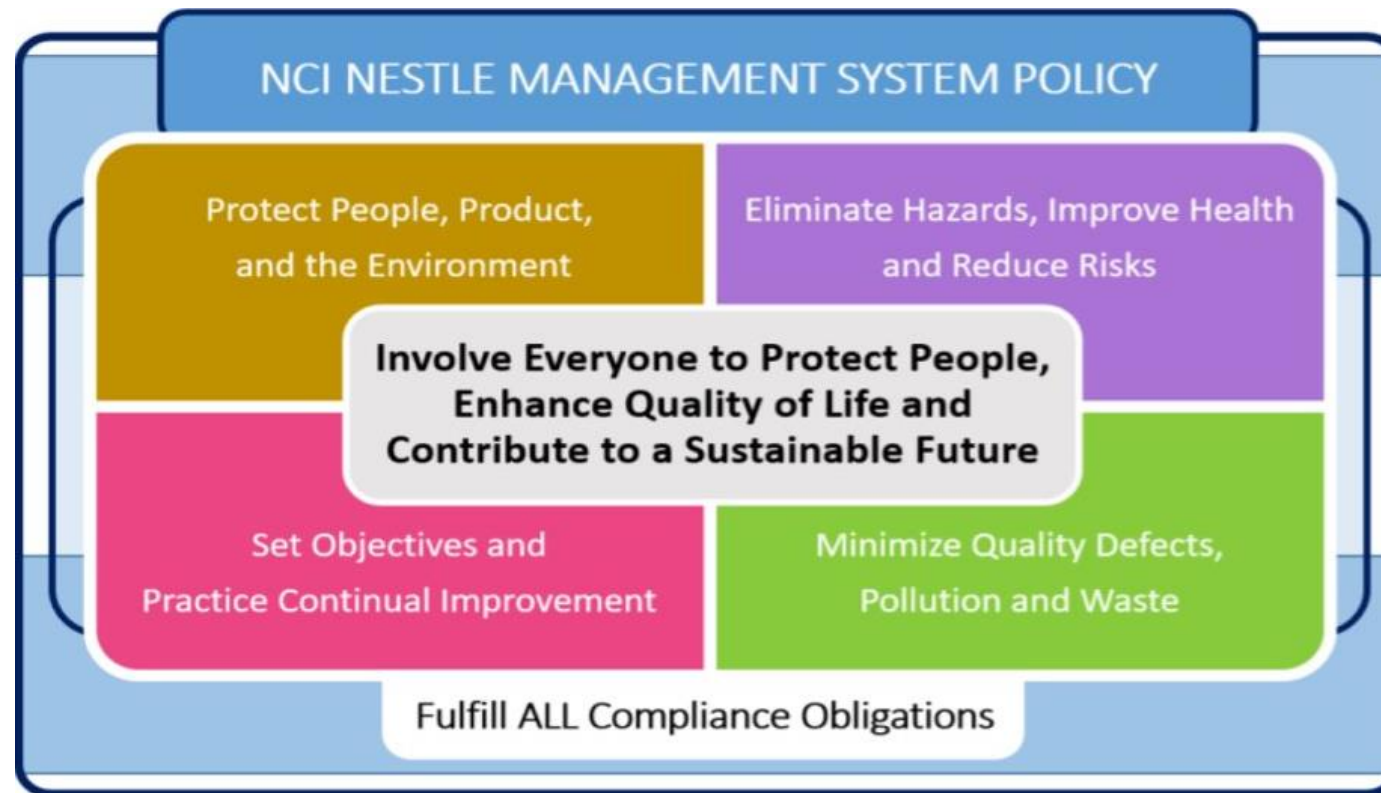 NCI NESTLE MANAGEMENT SYSTEM POLICY
Protect People, Product,
and the Environment
Eliminate Hazards, Improve Health
and Reduce Risks
Involve Everyone to Protect People,
Enhance Quality of Life and
Contribute to a Sustainable Future
Set Objectives and
Practice Continual Improvement
Minimize Quality Defects,
Pollution and Waste
Fulfill ALL Compliance Obligations